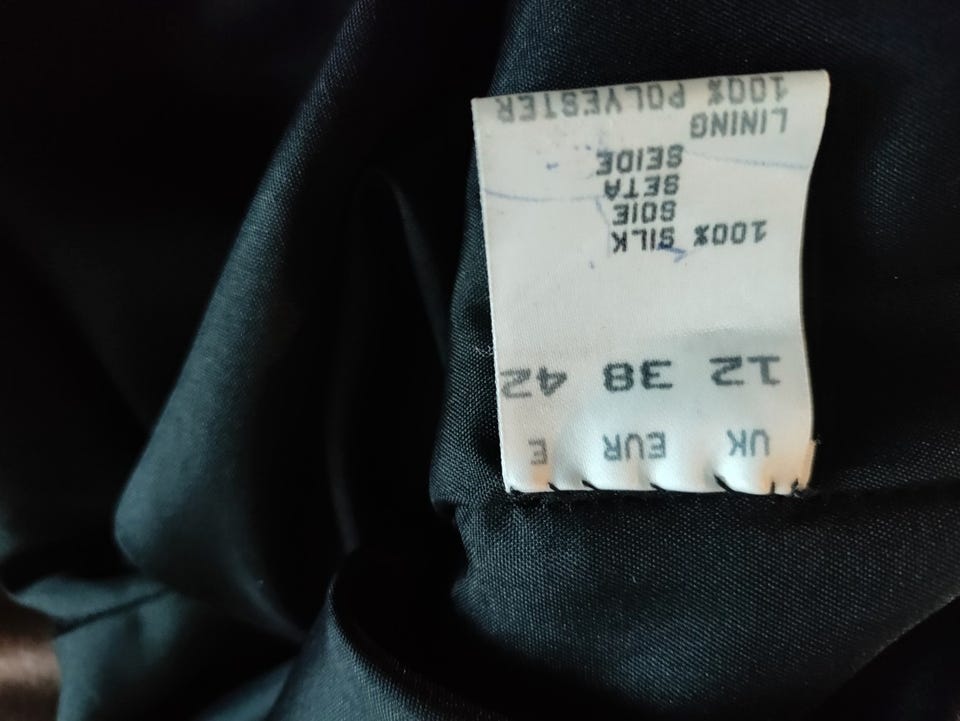 UK EUR E
12 38 42
100% SILK
SOIE
SETA
SEIDE
LINING
100% POLYESTER